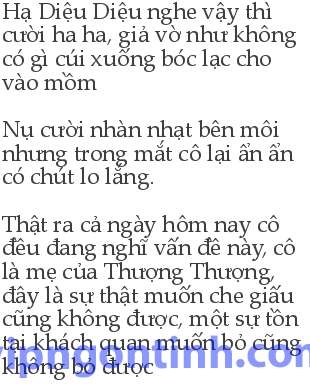 Hạ Diệu Diệu nghe vậy thì
cười ha ha, giả vờ như không
có gì cúi xuống bóc lạc cho
vào mồm
Nụ cười nhàn nhạt bên môi
nhưng trong mắt cô lại ẩn ẩn
có chút lo lắng.
Thật ra cả ngày hôm nay cô
đều đang nghĩ vấn đề này, cô
là mẹ của Thượng Thượng,
đây là sự thật muốn che giấu
cũng không được, một sự tồn
tại khách quan muốn bỏ cũng
không bỏ được
vipngontinh.com